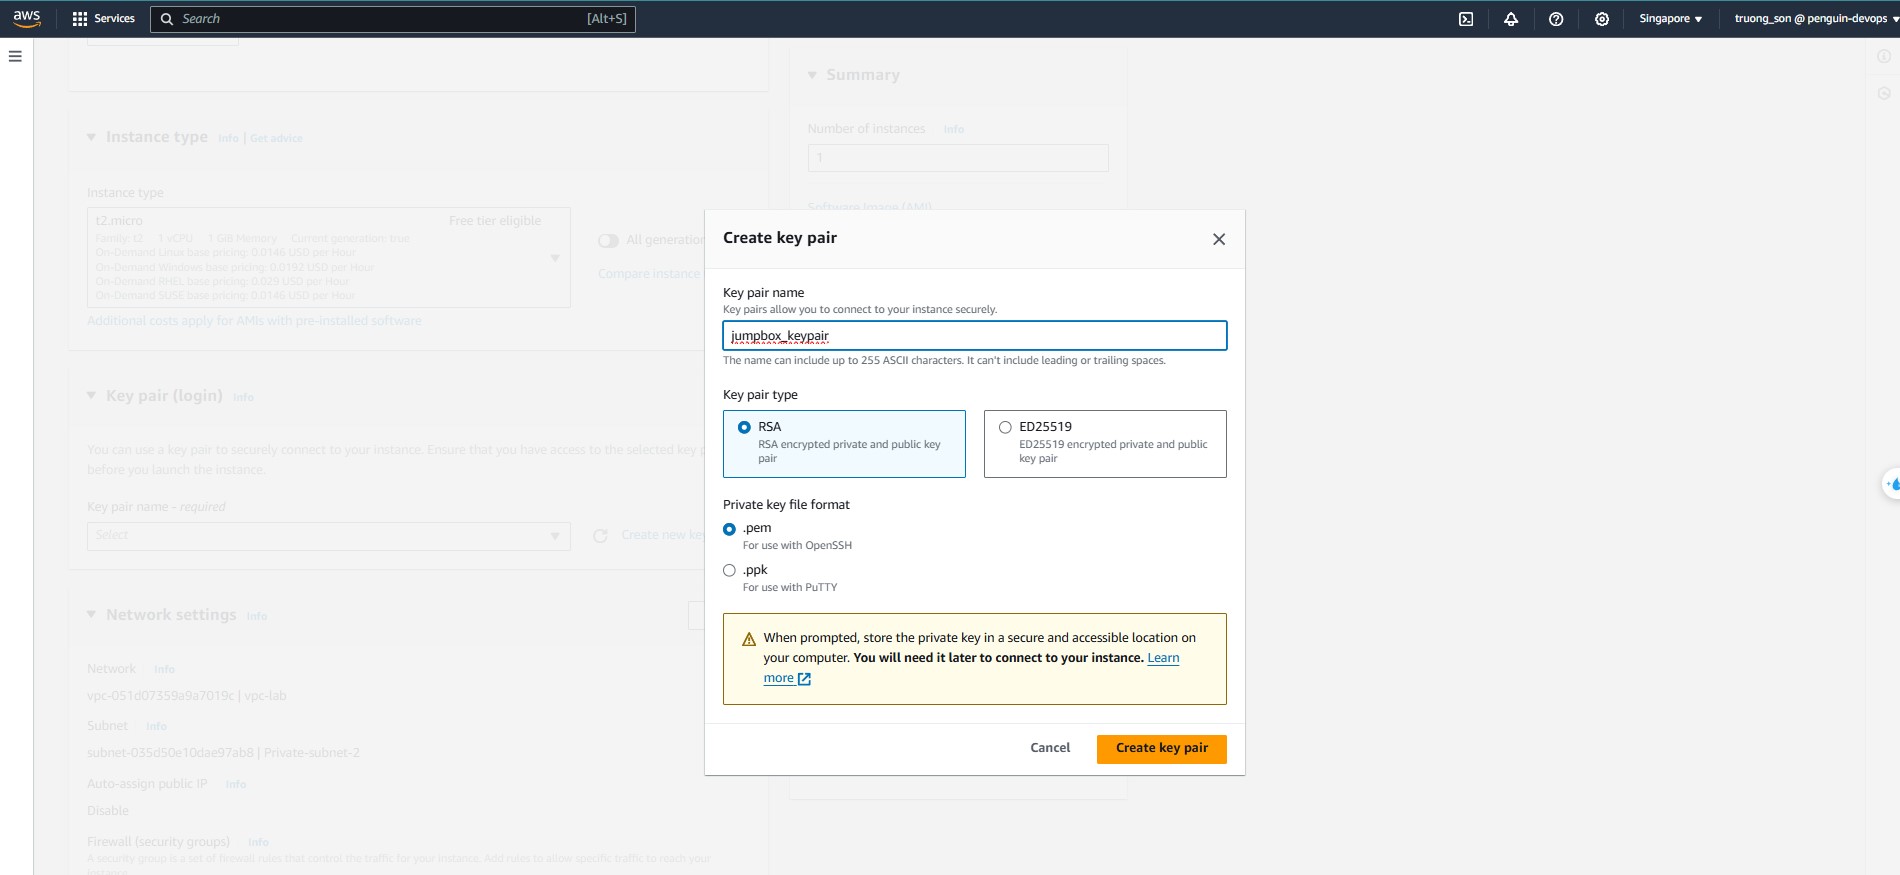 aws
Services
Search
[Alt+S]
Singapore
truong_son @ penguin-devops
Instance type Info | Get advice
Instance type
t2.micro Free tier eligible
Family: t2 1 vCPU 1 GiB Memory Current generation: true
On-Demand Linux base pricing: 0.0146 USD per Hour
On-Demand Windows base pricing: 0.0192 USD per Hour
On-Demand RHEL base pricing: 0.029 USD per Hour
On-Demand SUSE base pricing: 0.0146 USD per Hour
All generation
Compare instance
Additional costs apply for AMIs with pre-installed software
Key pair (login) Info
You can use a key pair to securely connect to your instance. Ensure that you have access to the selected key p
before you launch the instance.
Key pair name - required
Select
Create new key
Network settings Info
Network Info
vpc-051d07359a9a7019c | vpc-lab
Subnet Info
subnet-035d50e10dae97ab8 | Private-subnet-2
Auto-assign public IP Info
Disable
Firewall (security groups) Info
A security group is a set of firewall rules that control the traffic for your instance. Add rules to allow specific traffic to reach your
instance.
Summary
Number of instances Info
1
Software Image (AMI)
Create key pair
Key pair name
Key pairs allow you to connect to your instance securely.
jumpbox_keypair
The name can include up to 255 ASCII characters. It can't include leading or trailing spaces.
Key pair type
RSA
RSA encrypted private and public key
pair
ED25519
ED25519 encrypted private and public
key pair
Private key file format
.pem
For use with OpenSSH
.ppk
For use with PuTTY
When prompted, store the private key in a secure and accessible location on
your computer. You will need it later to connect to your instance. Learn
more
Cancel
Create key pair